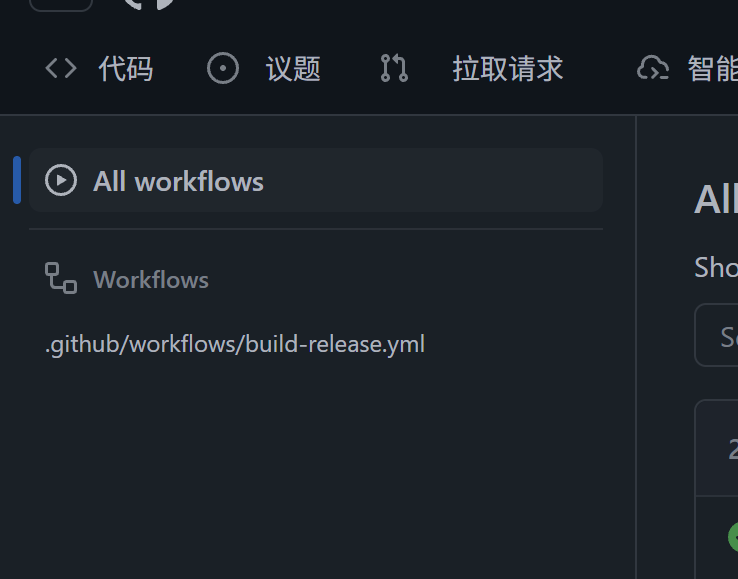 代码 议题 拉取请求 智能
All workflows
Workflows
.github/workflows/build-release.yml
All
Sho